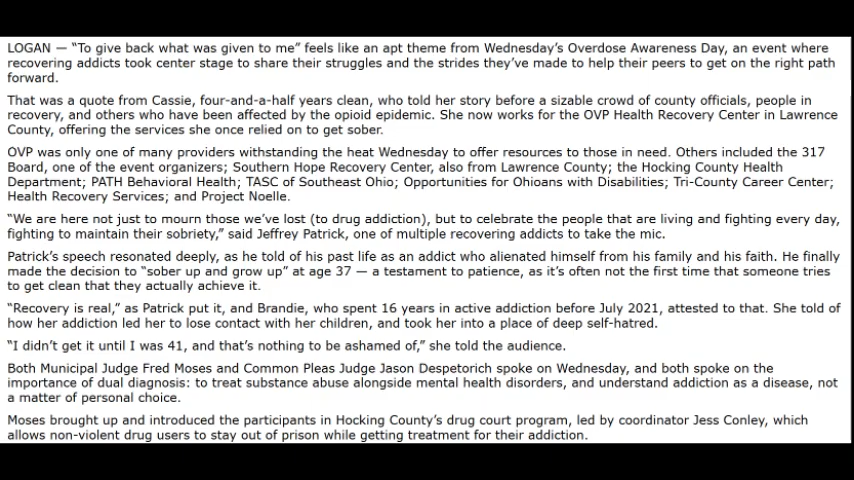 LOGAN — “To give back what was given to me” feels like an apt theme from Wednesday’s Overdose Awareness Day, an event where
recovering addicts took center stage to share their struggles and the strides they’ve made to help their peers to get on the right path
forward.
That was a quote from Cassie, four-and-a-half years clean, who told her story before a sizable crowd of county officials, people in
recovery, and others who have been affected by the opioid epidemic. She now works for the OVP Health Recovery Center in Lawrence
County, offering the services she once relied on to get sober.
OVP was only one of many providers withstanding the heat Wednesday to offer resources to those in need. Others included the 317
Board, one of the event organizers; Southern Hope Recovery Center, also from Lawrence County; the Hocking County Health
Department; PATH Behavioral Health; TASC of Southeast Ohio; Opportunities for Ohioans with Disabilities; Tri-County Career Center;
Health Recovery Services; and Project Noelle.
“We are here not just to mourn those we’ve lost (to drug addiction), but to celebrate the people that are living and fighting every day,
fighting to maintain their sobriety,” said Jeffrey Patrick, one of multiple recovering addicts to take the mic.
Patrick’s speech resonated deeply, as he told of his past life as an addict who alienated himself from his family and his faith. He finally
made the decision to “sober up and grow up” at age 37 — a testament to patience, as it’s often not the first time that someone tries
to get clean that they actually achieve it.
“Recovery is real,” as Patrick put it, and Brandie, who spent 16 years in active addiction before July 2021, attested to that. She told of
how her addiction led her to lose contact with her children, and took her into a place of deep self-hatred.
“I didn’t get it until I was 41, and that’s nothing to be ashamed of,” she told the audience.
Both Municipal Judge Fred Moses and Common Pleas Judge Jason Despetorich spoke on Wednesday, and both spoke on the
importance of dual diagnosis: to treat substance abuse alongside mental health disorders, and understand addiction as a disease, not
a matter of personal choice.
Moses brought up and introduced the participants in Hocking County’s drug court program, led by coordinator Jess Conley, which
allows non-violent drug users to stay out of prison while getting treatment for their addiction.